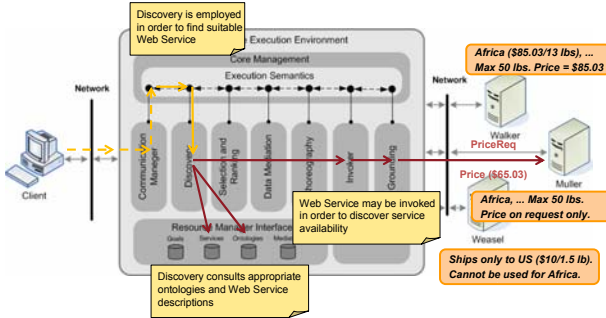 Discovery is employed
in order to find suitable
Web Service
e Execution Environment
Core Management
Execution Semantics
Network
Network
Africa ($85.03/13 lbs), ...
Max 50 lbs. Price = $85.03
Walker
PriceReq
Muller
Price ($65.03)
Africa, ... Max 50 lbs.
Price on request only.
Weasel
Ships only to US ($10/1.5 lb).
Cannot be used for Africa.
Client
Communication
Manager
Discovery
Selection and
Ranking
Data Mediation
Choreography
Invoker
Grounding
Web Service may be invoked
in order to discover service
availability
Resource Manager Interface
Goals
Services
Ontologies
Discovery consults appropriate
ontologies and Web Service
descriptions